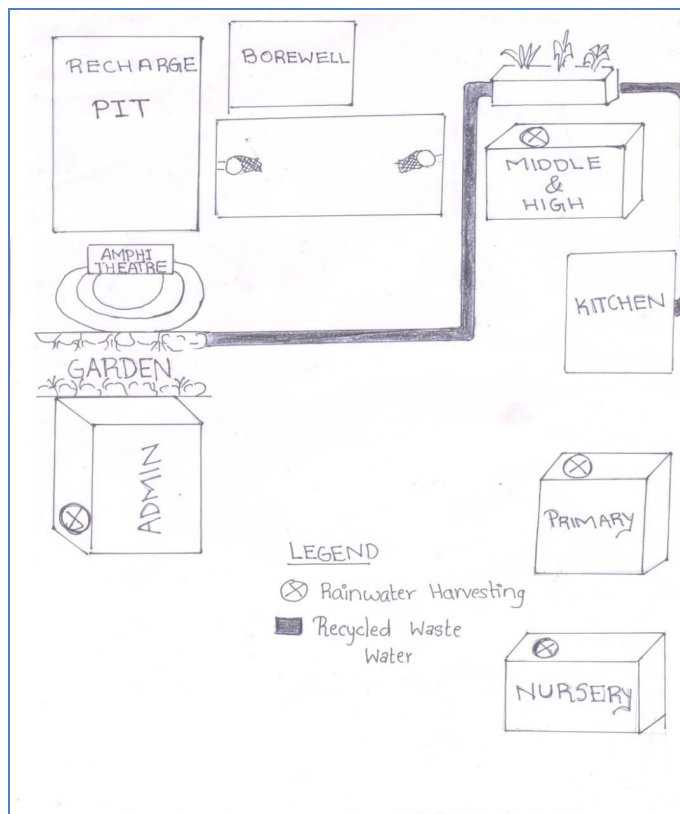 RECHARGE
PIT
BOREWELL
MIDDLE
&
HIGH
AMPHI
THEATRE
KITCHEN
GARDEN
ADMIN
PRIMARY
LEGEND
Rainwater Harvesting
Recycled Waste
Water
NURSERY